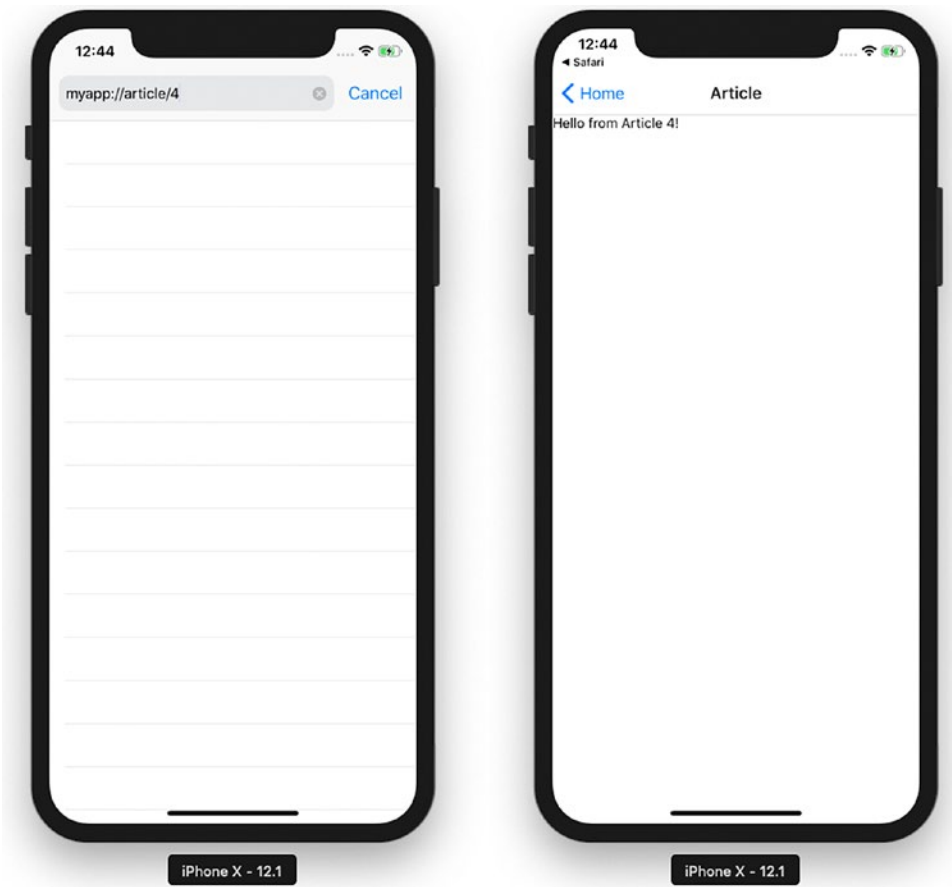 12:44
myapp://article/4
Cancel
iPhone X - 12.1
12:44
Safari
Home
Article
Hello from Article 4!
iPhone X - 12.1